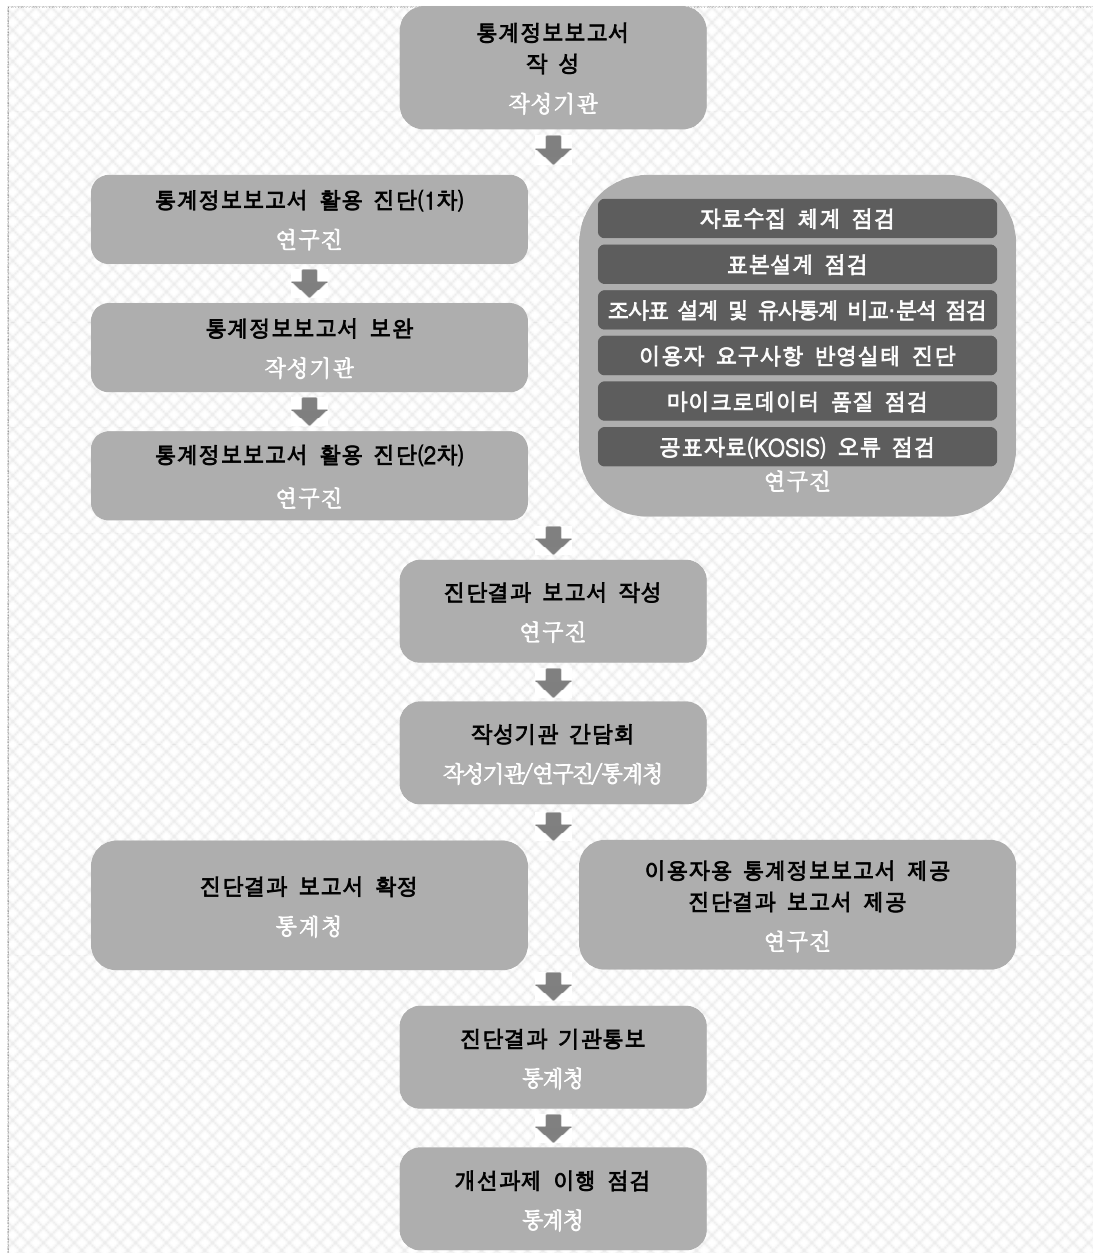 통계정보보고서
작 성
작성기관
통계정보보고서 활용 진단(1차)
연구진
통계정보보고서 보완
작성기관
통계정보보고서 활용 진단(2차)
연구진
자료수집 체계 점검
표본설계 점검
조사표 설계 및 유사통계 비교·분석 점검
이용자 요구사항 반영실태 진단
마이크로데이터 품질 점검
공표자료(KOSIS) 오류 점검
연구진
진단결과 보고서 작성
연구진
작성기관 간담회
작성기관/연구진/통계청
진단결과 보고서 확정
통계청
이용자용 통계정보보고서 제공
진단결과 보고서 제공
연구진
진단결과 기관통보
통계청
개선과제 이행 점검
통계청